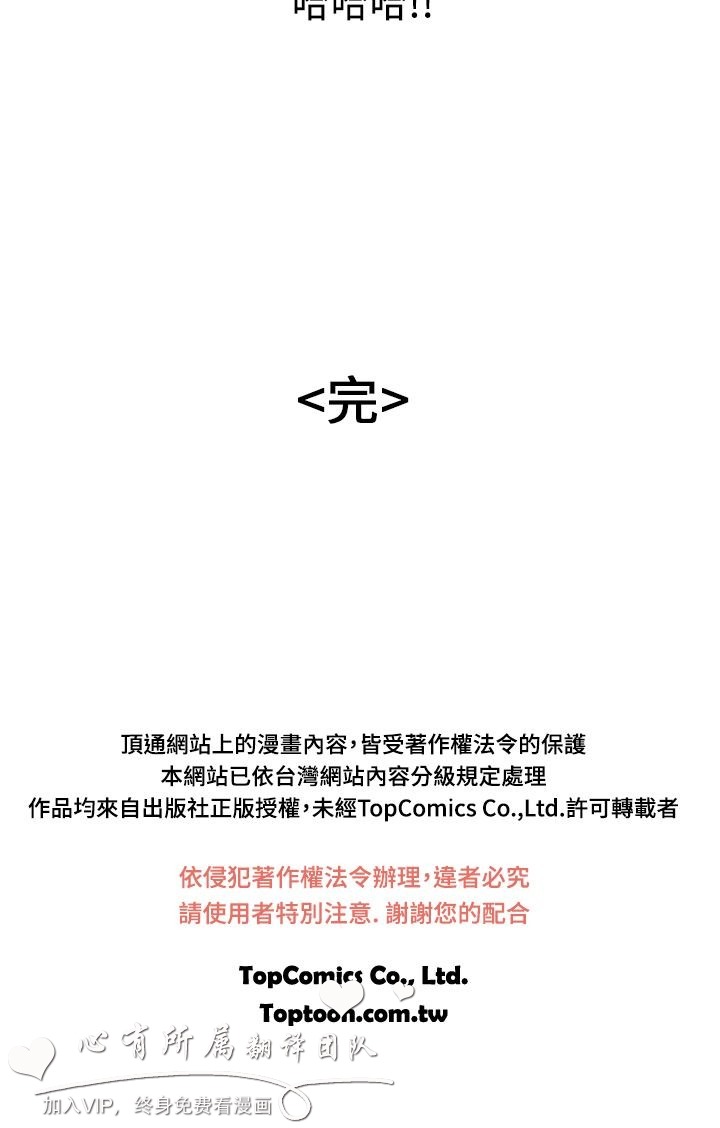 哈哈哈!!
<完>
頂通網站上的漫畫內容，皆受著作權法令的保護
本網站已依台灣網站內容分級規定處理
作品均來自出版社正版授權，未經TopComics Co.,Ltd.許可轉載者
依侵犯著作權法令辦理，違者必究
請使用者特別注意. 謝謝您的配合
TopComics Co., Ltd.
Toptoon.com.tw
心有所属翻译团队
加入VIP，终身免费看漫画